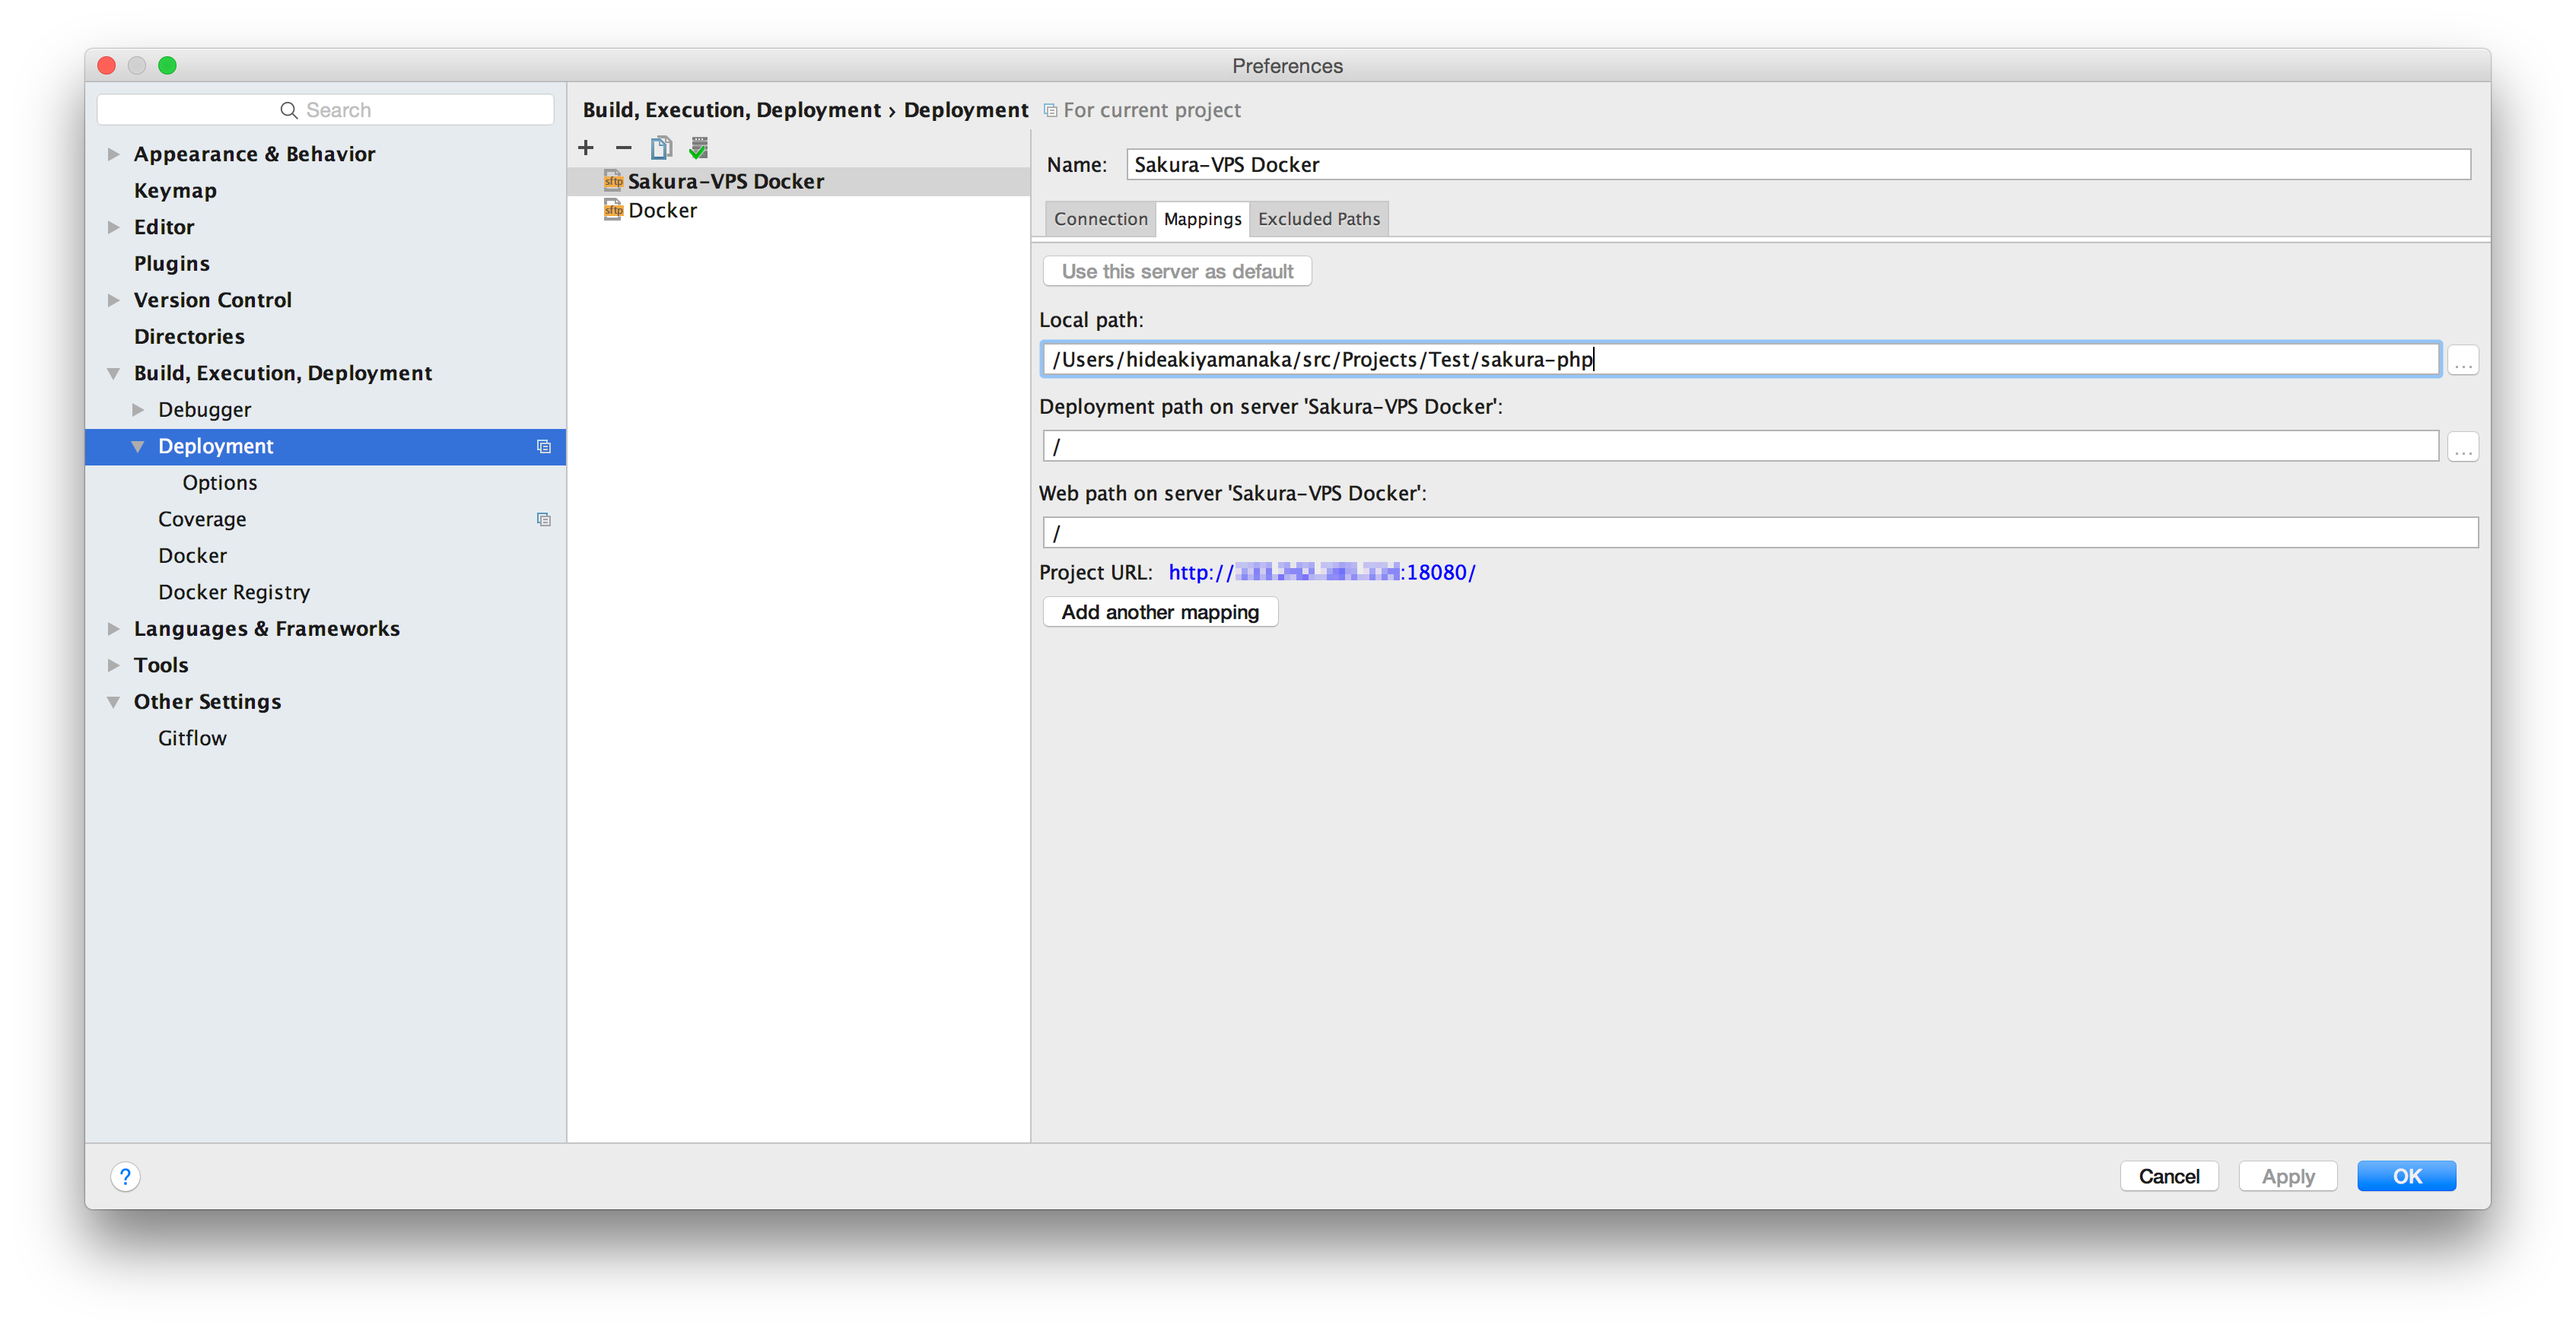 Preferences
Search
Appearance & Behavior
Keymap
Editor
Plugins
Version Control
Directories
Build, Execution, Deployment
Debugger
Deployment
Options
Coverage
Docker
Docker Registry
Languages & Frameworks
Tools
Other Settings
Gitflow
Build, Execution, Deployment › Deployment For current project
sftp Sakura-VPS Docker
sftp Docker
Name: Sakura-VPS Docker
Connection Mappings Excluded Paths
Use this server as default
Local path:
/Users/hideakiyamanaka/src/Projects/Test/sakura-php ...
Deployment path on server 'Sakura-VPS Docker':
/ ...
Web path on server 'Sakura-VPS Docker':
/
Project URL: http:// :18080/
Add another mapping
? Cancel Apply OK